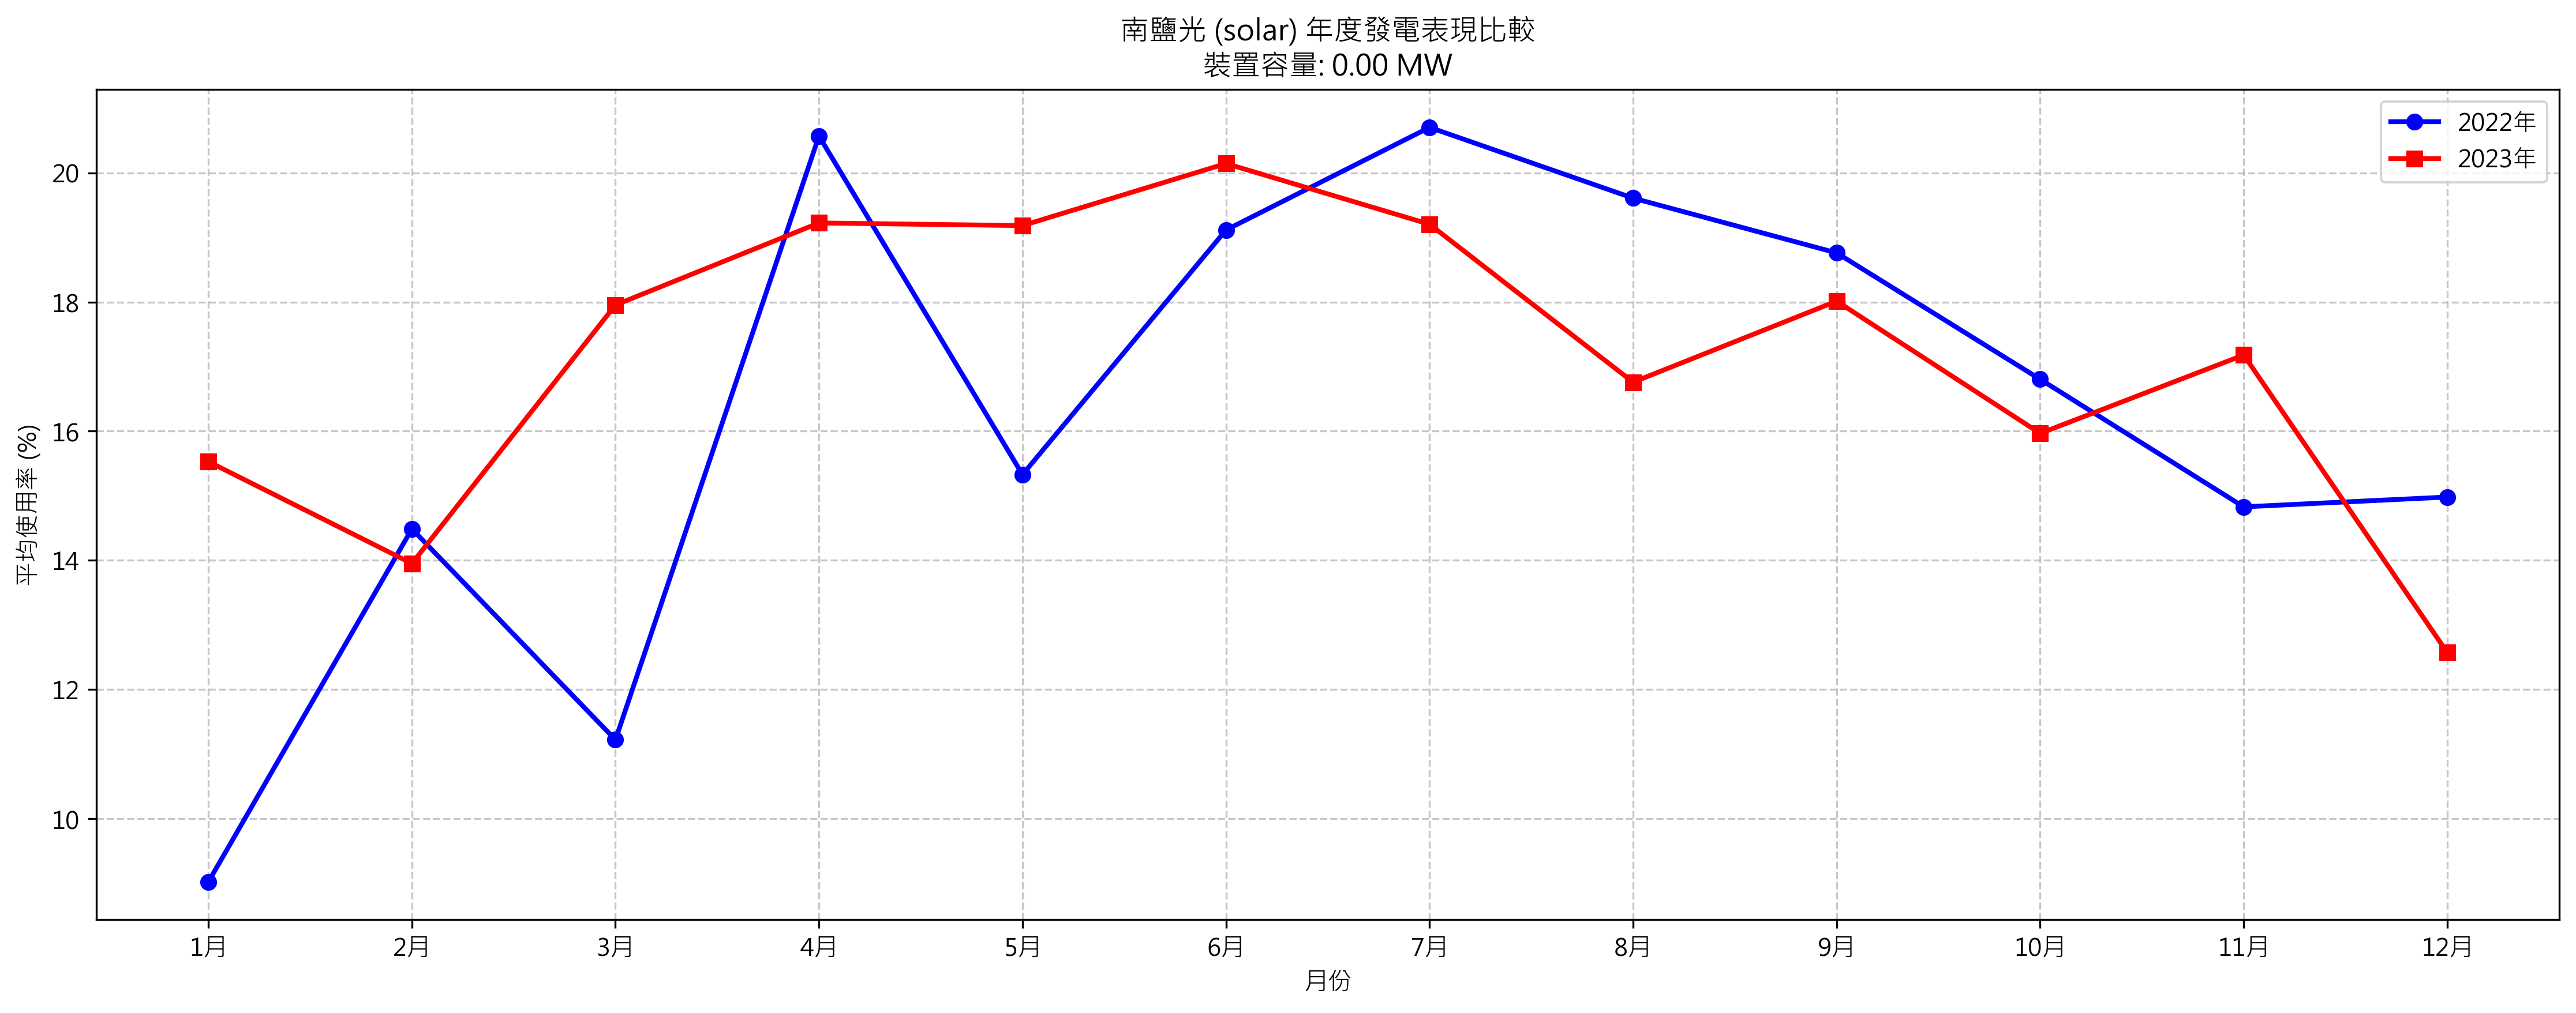 南鹽光 (solar) 年度發電表現比較
裝置容量: 0.00 MW
2022年
2023年
平均使用率 (%)
20
18
16
14
12
10
1月 2月 3月 4月 5月 6月 7月 8月 9月 10月 11月 12月
月份